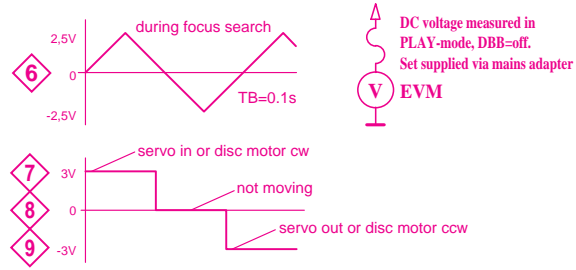 during focus search
2,5V
6
0
TB=0.1s
-2,5V
DC voltage measured in
PLAY-mode, DBB=off.
Set supplied via mains adapter
V EVM
servo in or disc motor cw
7
3V
not moving
8
0
servo out or disc motor ccw
9
-3V